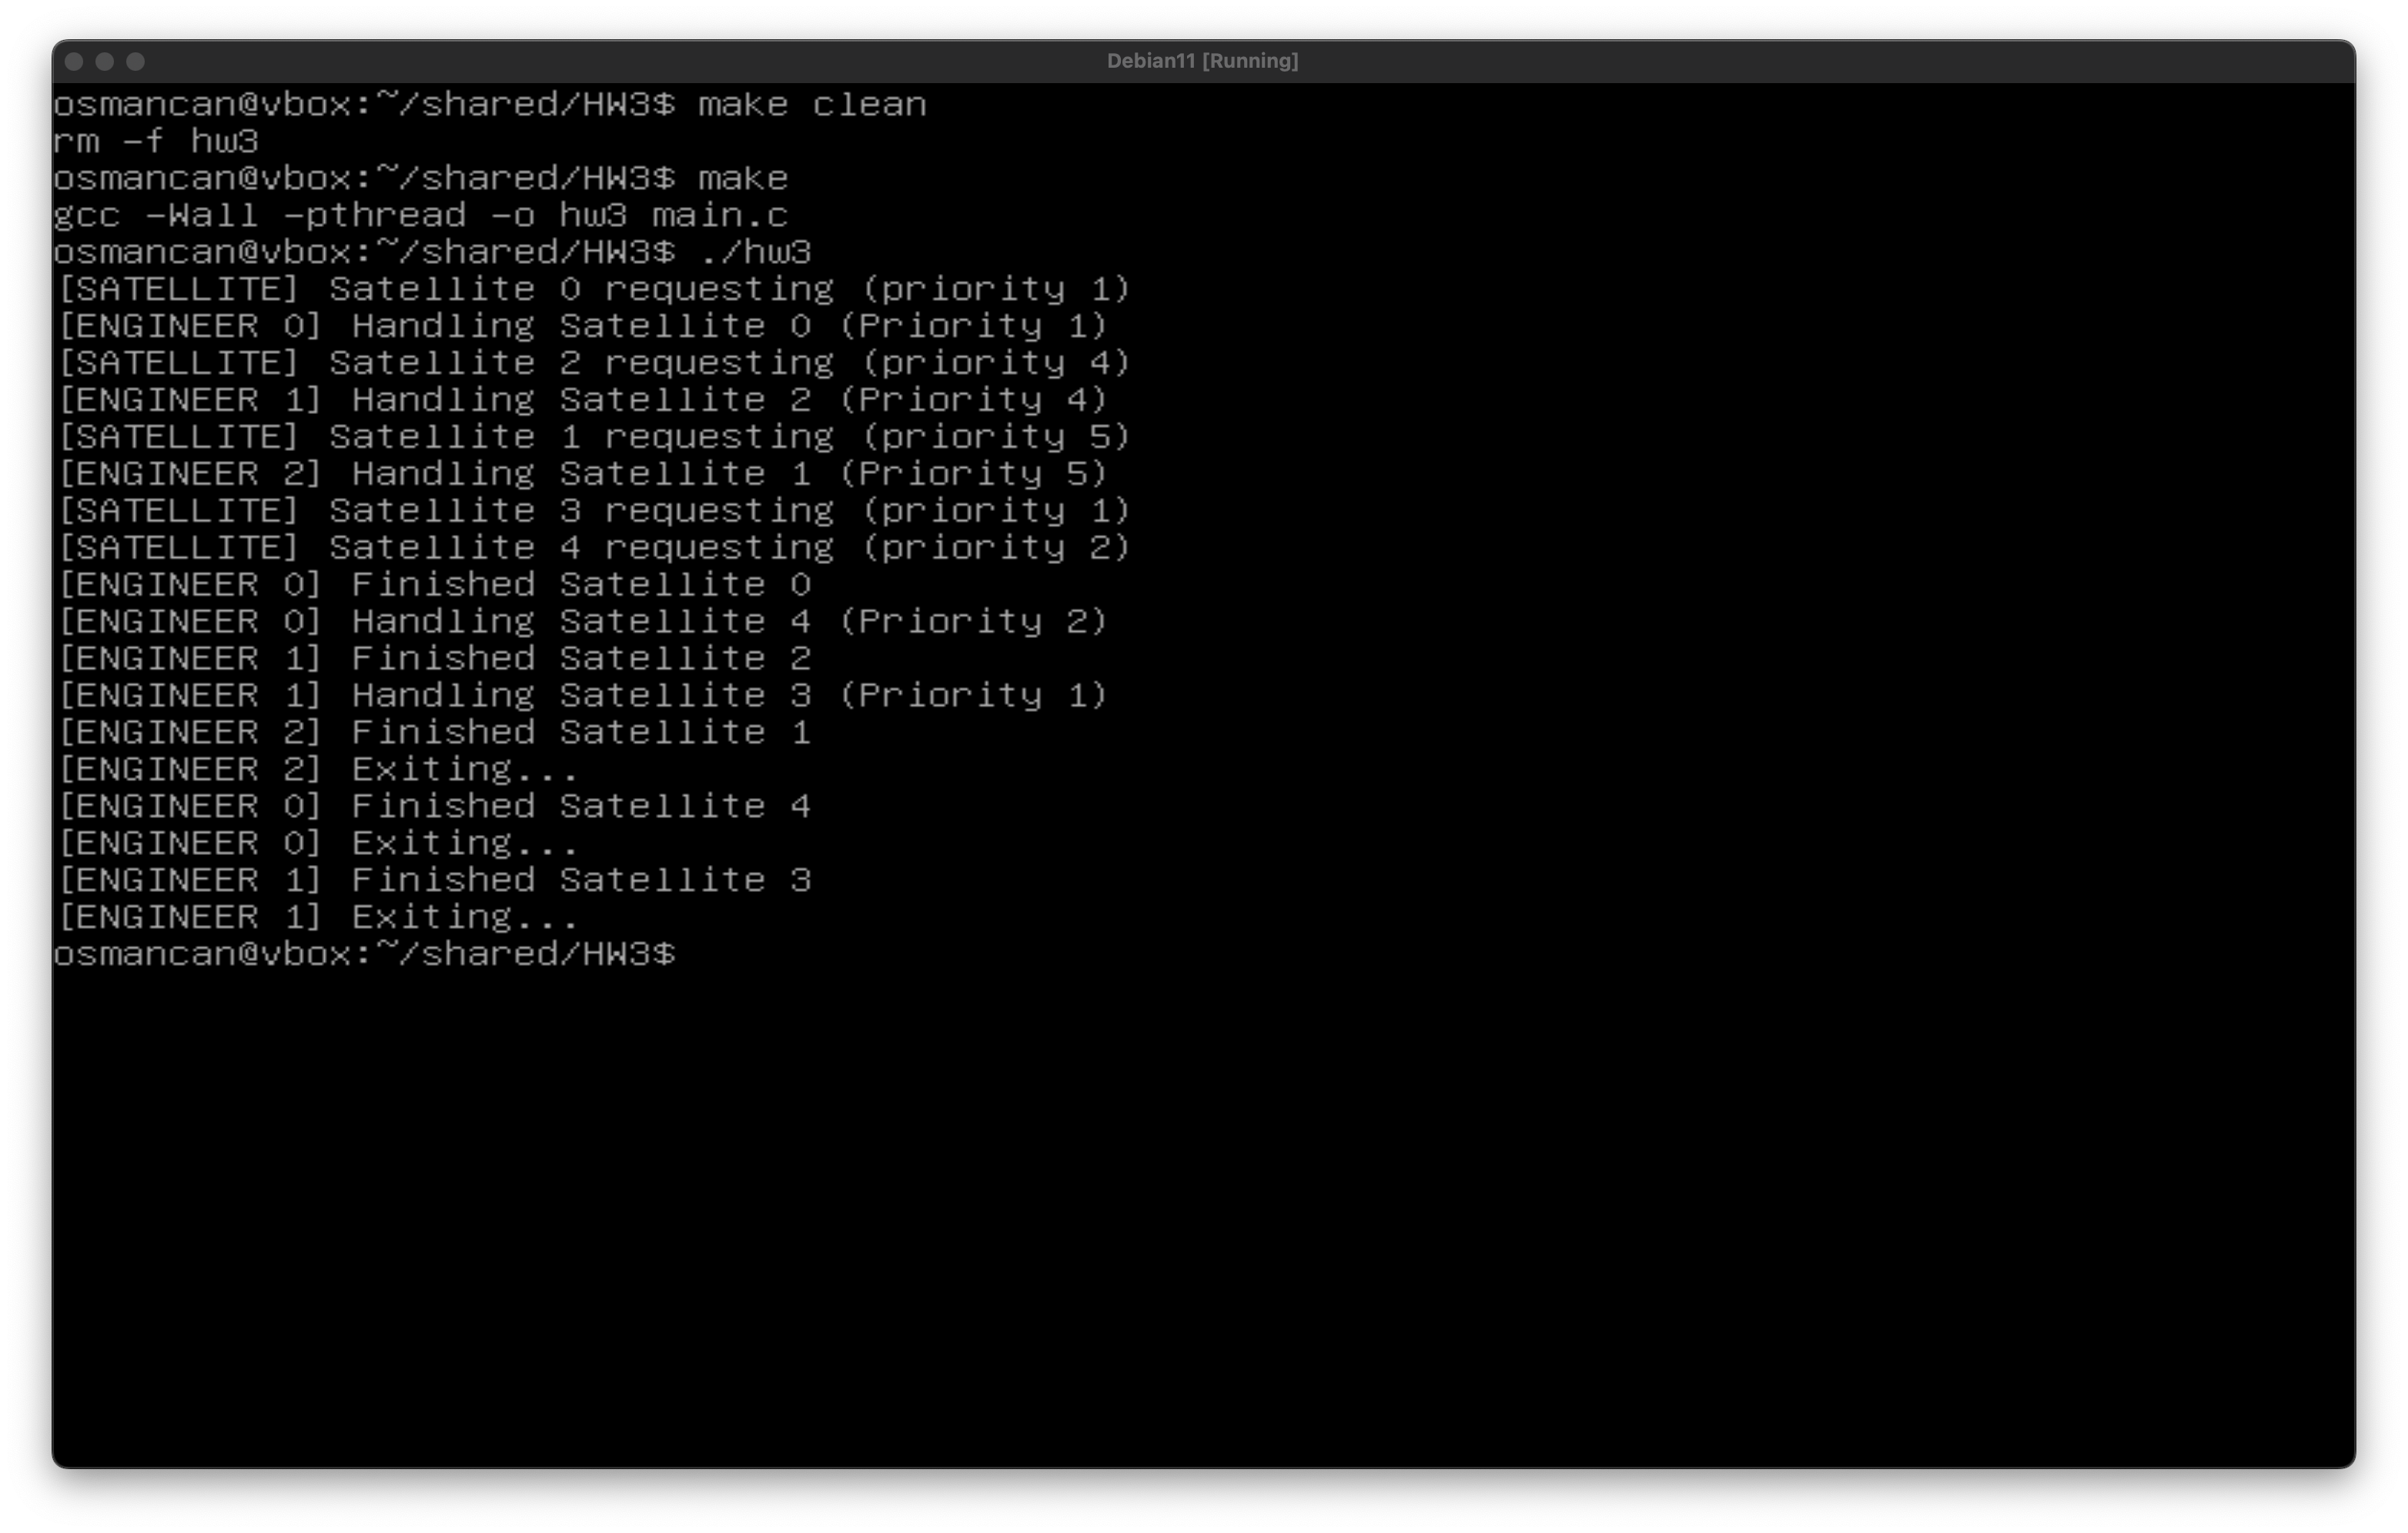 Debian11 [Running]
osmancan@vbox:~/shared/HW3$ make clean
rm -f hw3
osmancan@vbox:~/shared/HW3$ make
gcc -Wall -pthread -o hw3 main.c
osmancan@vbox:~/shared/HW3$ ./hw3
[SATELLITE] Satellite 0 requesting (priority 1)
[ENGINEER 0] Handling Satellite 0 (Priority 1)
[SATELLITE] Satellite 2 requesting (priority 4)
[ENGINEER 1] Handling Satellite 2 (Priority 4)
[SATELLITE] Satellite 1 requesting (priority 5)
[ENGINEER 2] Handling Satellite 1 (Priority 5)
[SATELLITE] Satellite 3 requesting (priority 1)
[SATELLITE] Satellite 4 requesting (priority 2)
[ENGINEER 0] Finished Satellite 0
[ENGINEER 0] Handling Satellite 4 (Priority 2)
[ENGINEER 1] Finished Satellite 2
[ENGINEER 1] Handling Satellite 3 (Priority 1)
[ENGINEER 2] Finished Satellite 1
[ENGINEER 2] Exiting...
[ENGINEER 0] Finished Satellite 4
[ENGINEER 0] Exiting...
[ENGINEER 1] Finished Satellite 3
[ENGINEER 1] Exiting...
osmancan@vbox:~/shared/HW3$